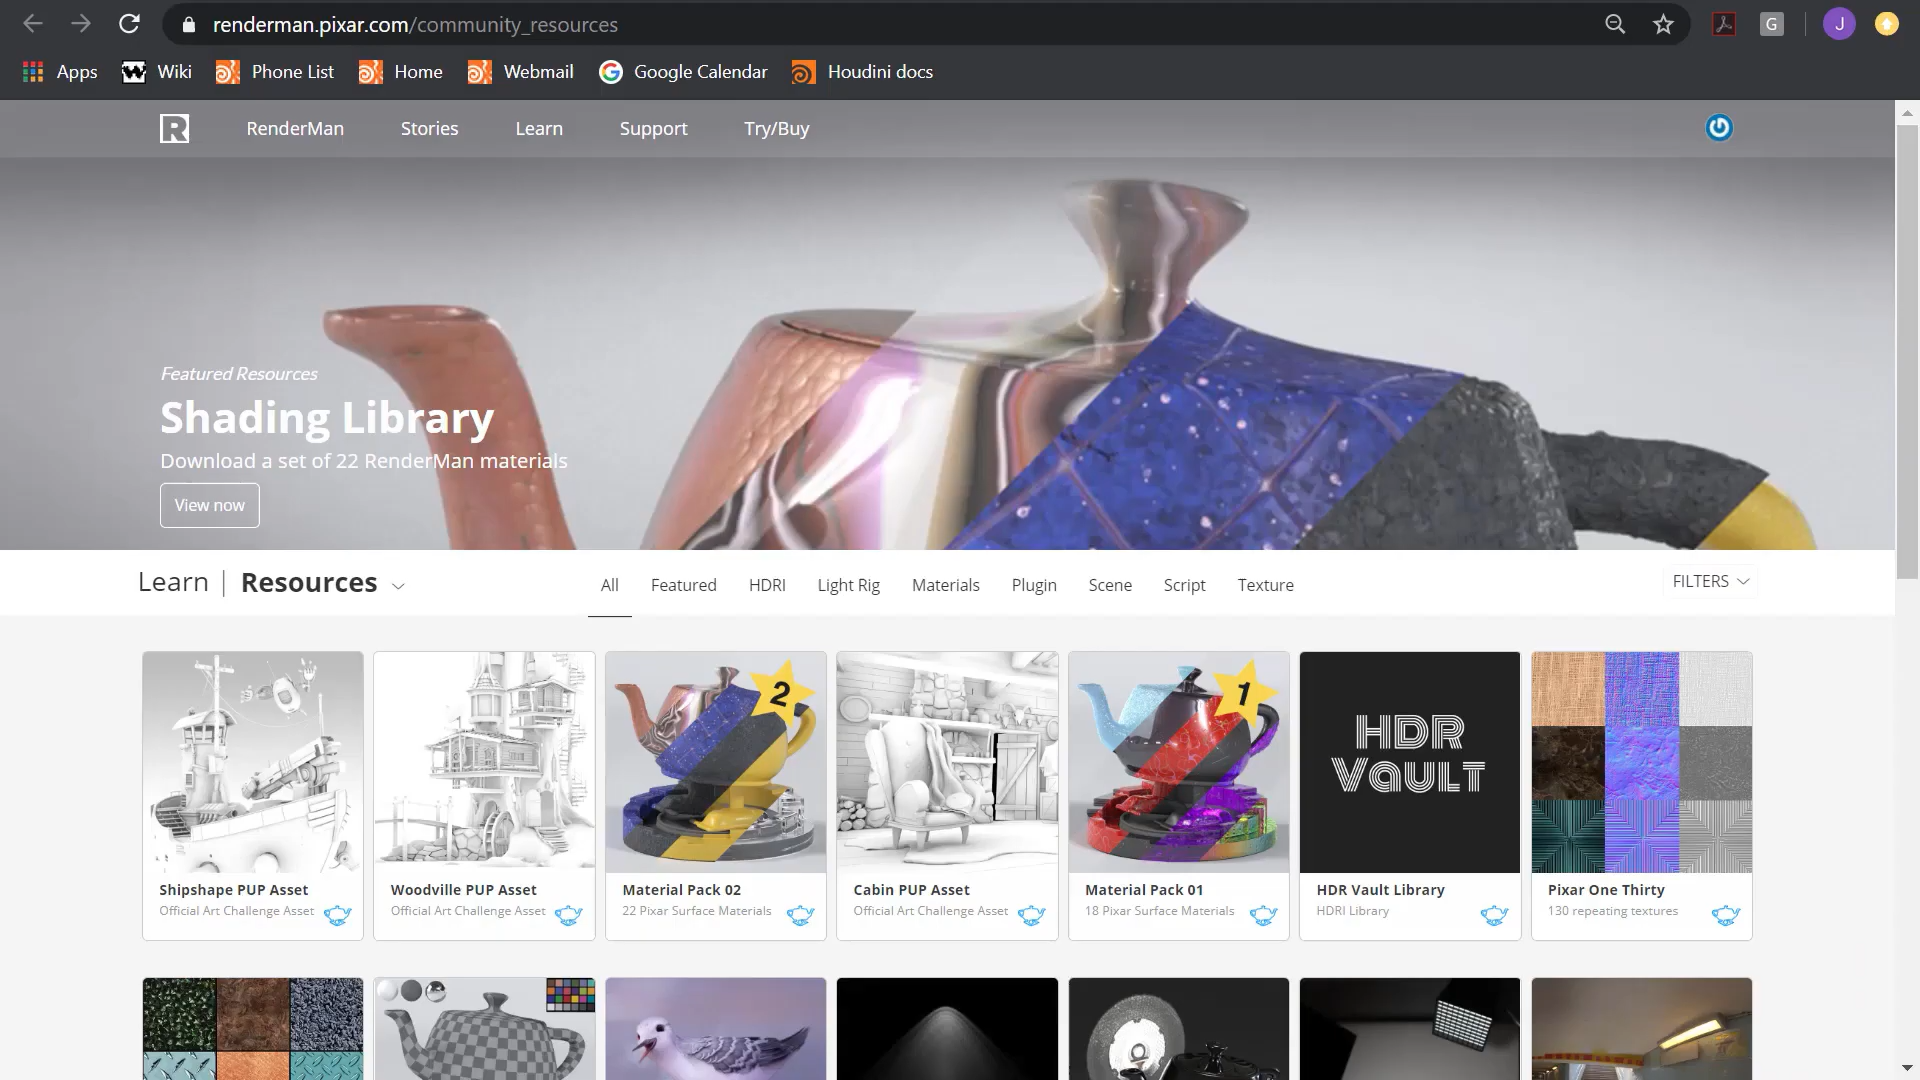 renderman.pixar.com/community_resources
G
J
Apps
Wiki
Phone List
Home
Webmail
Google Calendar
Houdini docs
R
RenderMan
Stories
Learn
Support
Try/Buy
Featured Resources
Shading Library
Download a set of 22 RenderMan materials
View now
Learn | Resources
All
Featured
HDRI
Light Rig
Materials
Plugin
Scene
Script
Texture
FILTERS
2
1
HDR
VAULT
Shipshape PUP Asset
Official Art Challenge Asset
Woodville PUP Asset
Official Art Challenge Asset
Material Pack 02
22 Pixar Surface Materials
Cabin PUP Asset
Official Art Challenge Asset
Material Pack 01
18 Pixar Surface Materials
HDR Vault Library
HDRI Library
Pixar One Thirty
130 repeating textures